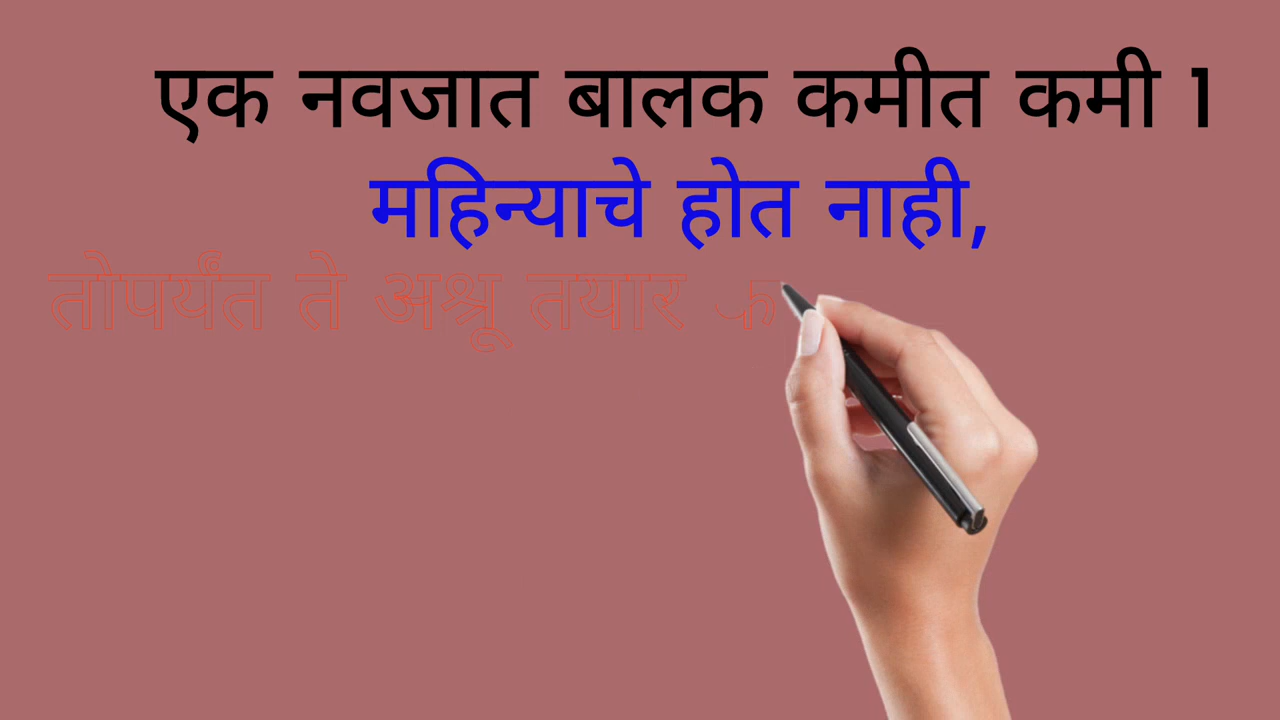 एक नवजात बालक कमीत कमी 1
महिन्याचे होत नाही,
तोपर्यंत ते अश्रू तयार